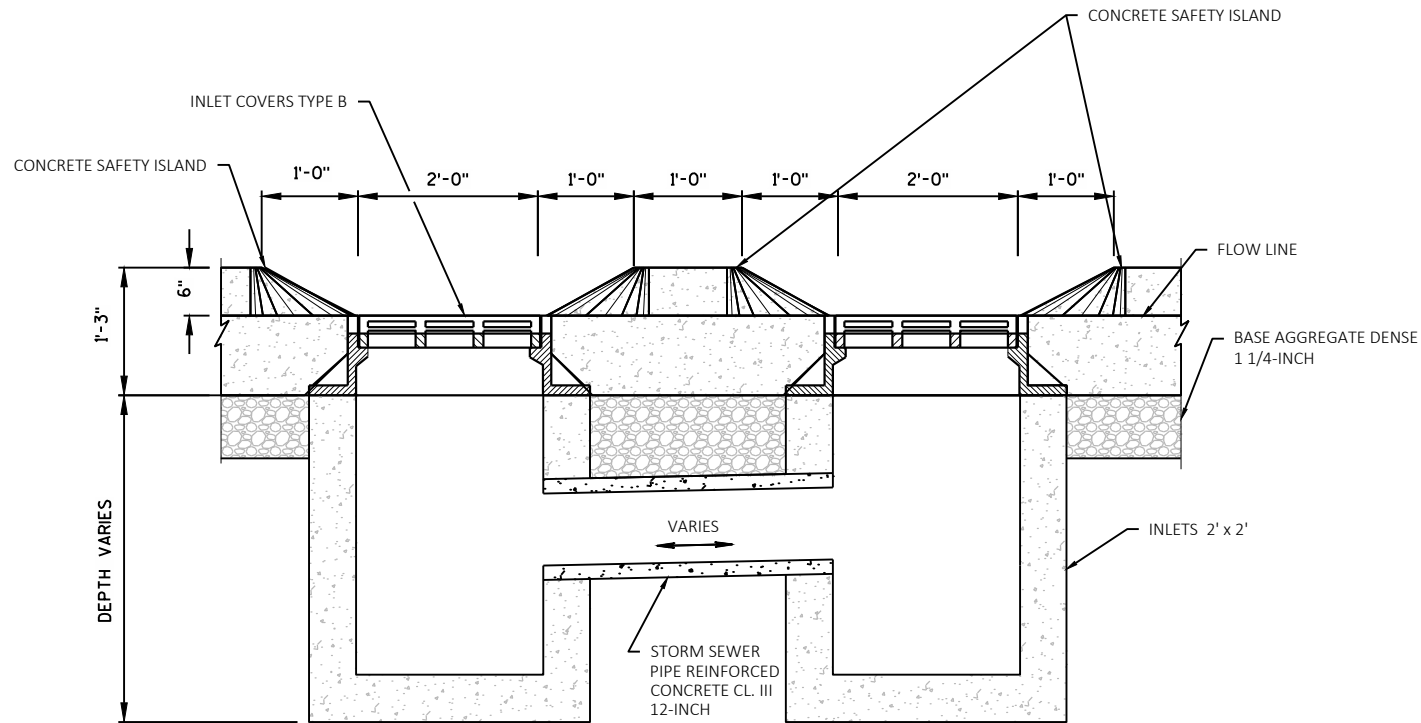 CONCRETE SAFETY ISLAND
INLET COVERS TYPE B
CONCRETE SAFETY ISLAND
1'-0"
2'-0"
1'-0"
1'-0"
1'-0"
2'-0"
1'-0"
FLOW LINE
6"
1'-3"
BASE AGGREGATE DENSE
1 1/4-INCH
DEPTH VARIES
VARIES
INLETS 2' x 2'
STORM SEWER
PIPE REINFORCED
CONCRETE CL. III
12-INCH